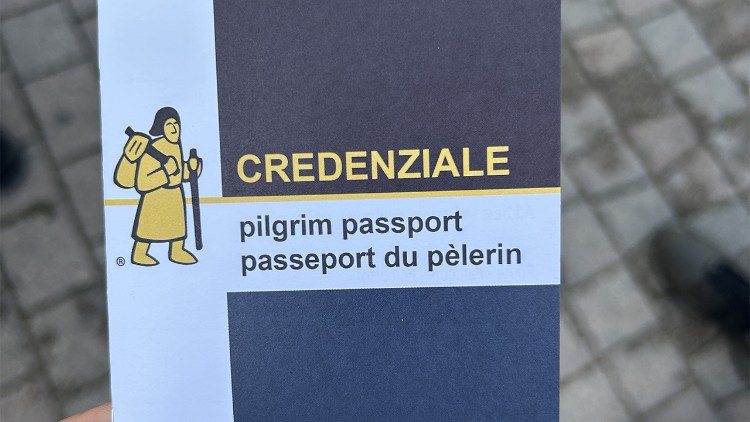 CREDENZIALE
pilgrim passport
passeport du pèlerin
®